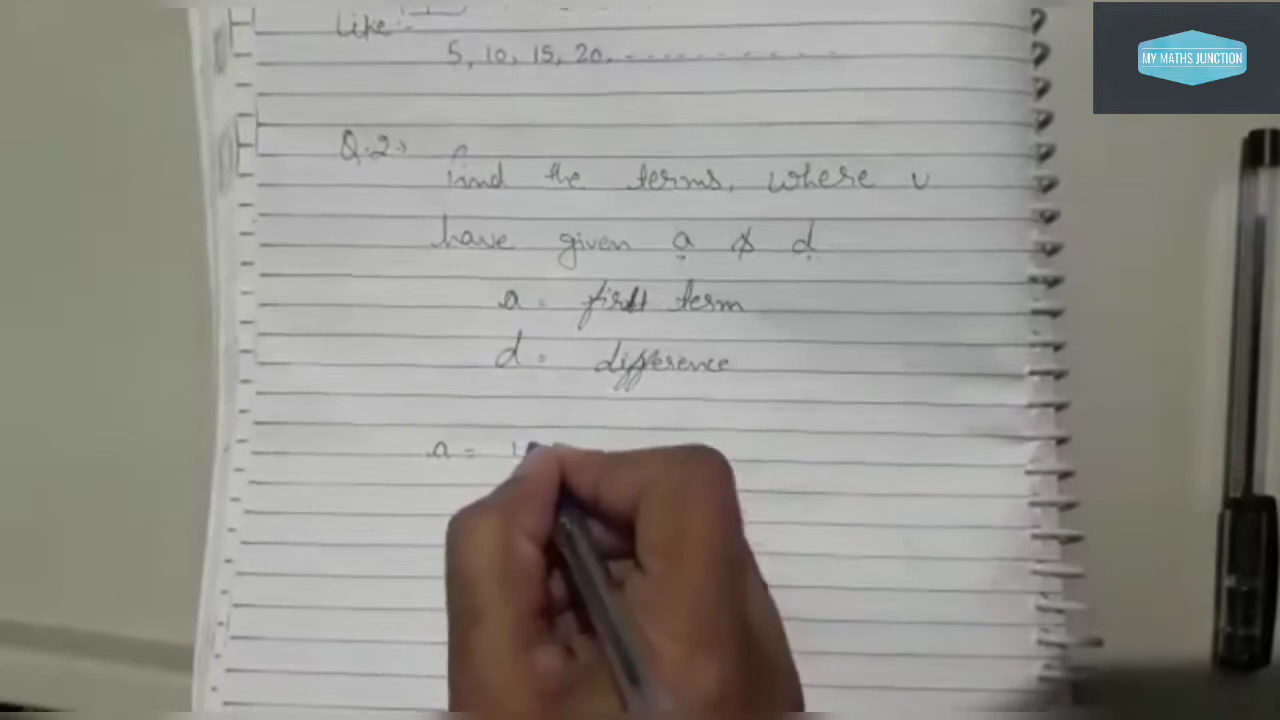 Like :-
5, 10, 15, 20, - - - - - - - - - -
MY MATHS JUNCTION
Q.2→ Find the terms, where u
have given a & d
a = first term
d = difference
a =